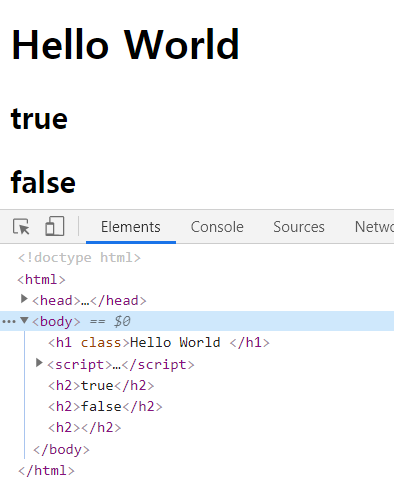 Hello World
true
false
Elements Console Sources Netwo
<!doctype html>
<html>
<head>…</head>
<body> == $0
<h1 class>Hello World </h1>
<script>…</script>
<h2>true</h2>
<h2>false</h2>
<h2></h2>
</body>
</html>